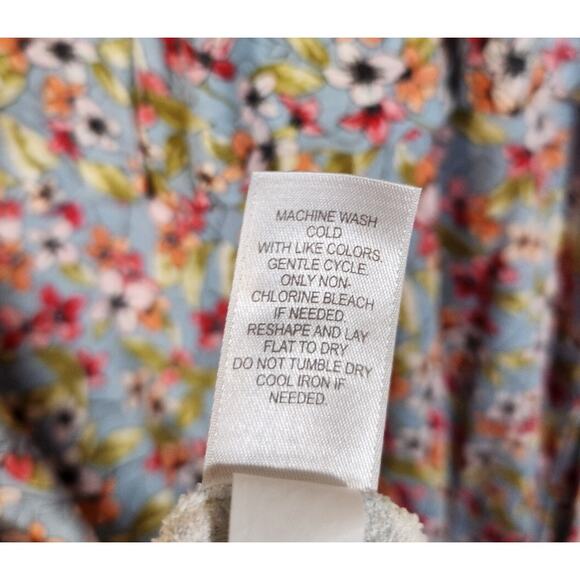 MACHINE WASH
COLD
WITH LIKE COLORS.
GENTLE CYCLE.
ONLY NON-
CHLORINE BLEACH
IF NEEDED.
RESHAPE AND LAY
FLAT TO DRY
DO NOT TUMBLE DRY
COOL IRON IF
NEEDED.